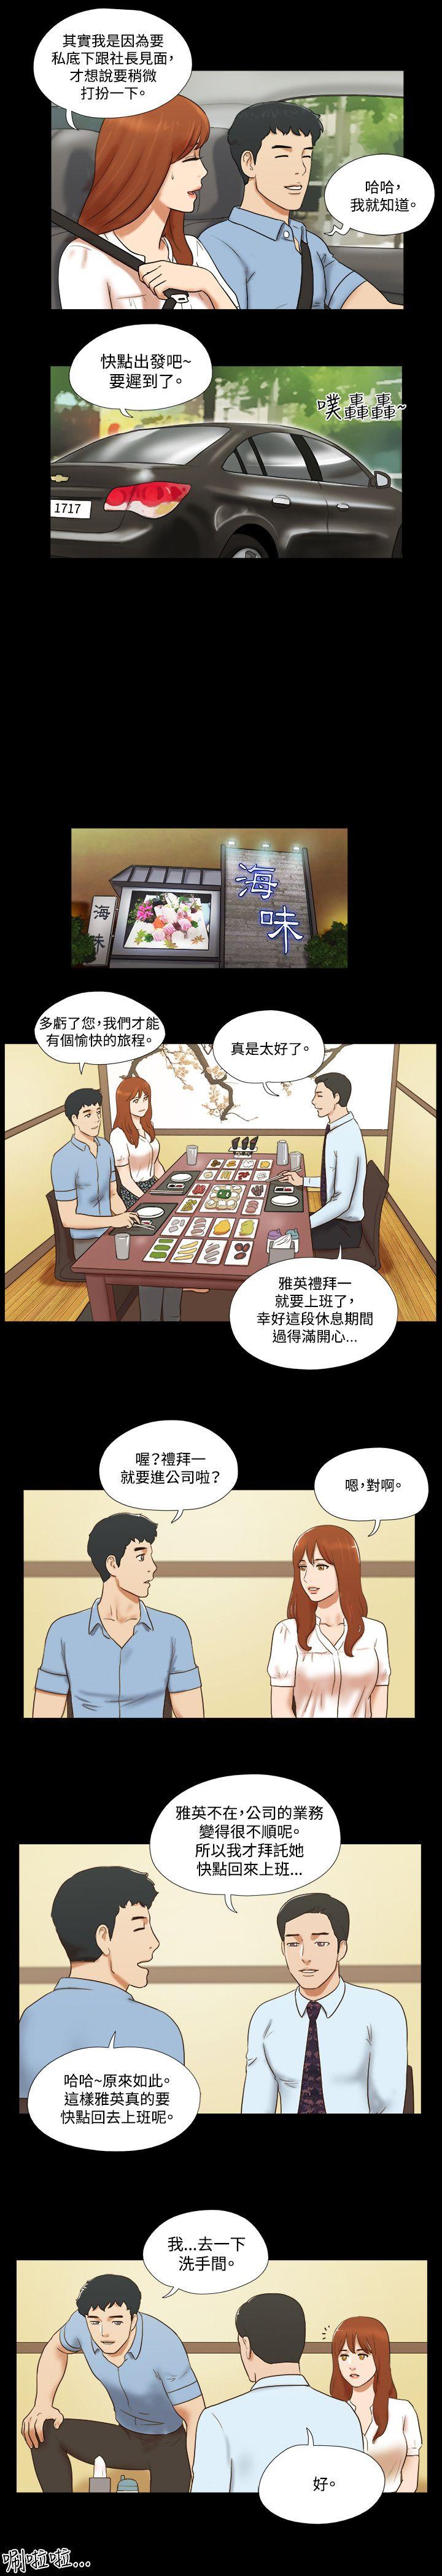 其實我是因為要
私底下跟社長見面，
才想說要稍微
打扮一下。
哈哈，
我就知道。
快點出發吧~
要遲到了。
噗轟轟~
1717
海味
海味
多虧了您，我們才能
有個愉快的旅程。
真是太好了。
雅英禮拜一
就要上班了，
幸好這段休息期間
過得滿開心...
喔？禮拜一
就要進公司啦？
嗯，對啊。
雅英不在，公司的業務
變得很不順呢。
所以我才拜託她
快點回來上班...
哈哈~原來如此。
這樣雅英真的要
快點回去上班呢。
我...去一下
洗手間。
好。
唰啦啦...